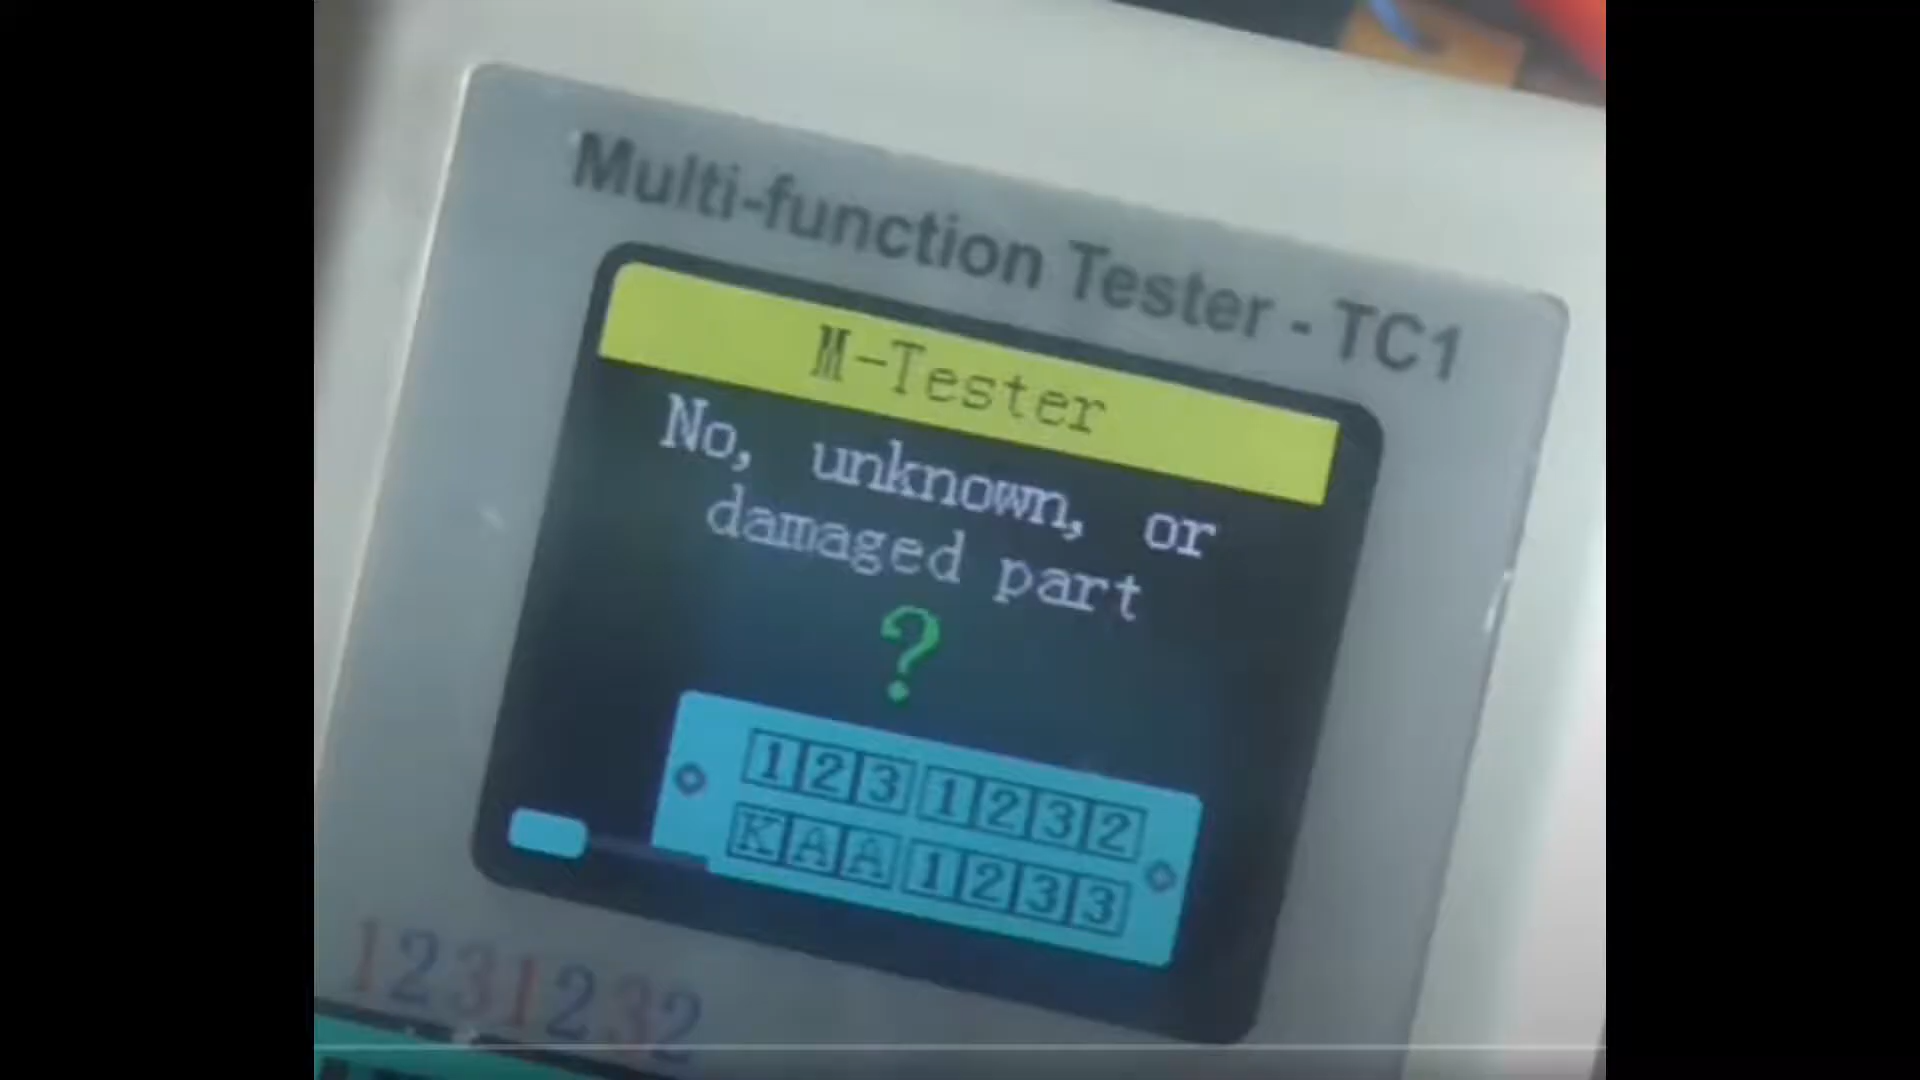 Multi-function Tester - TC1
M-Tester
No, unknown, or
damaged part
?
1 2 3 1 2 3 2
K A A 1 2 3 3
1 2 3 1 2 3 2